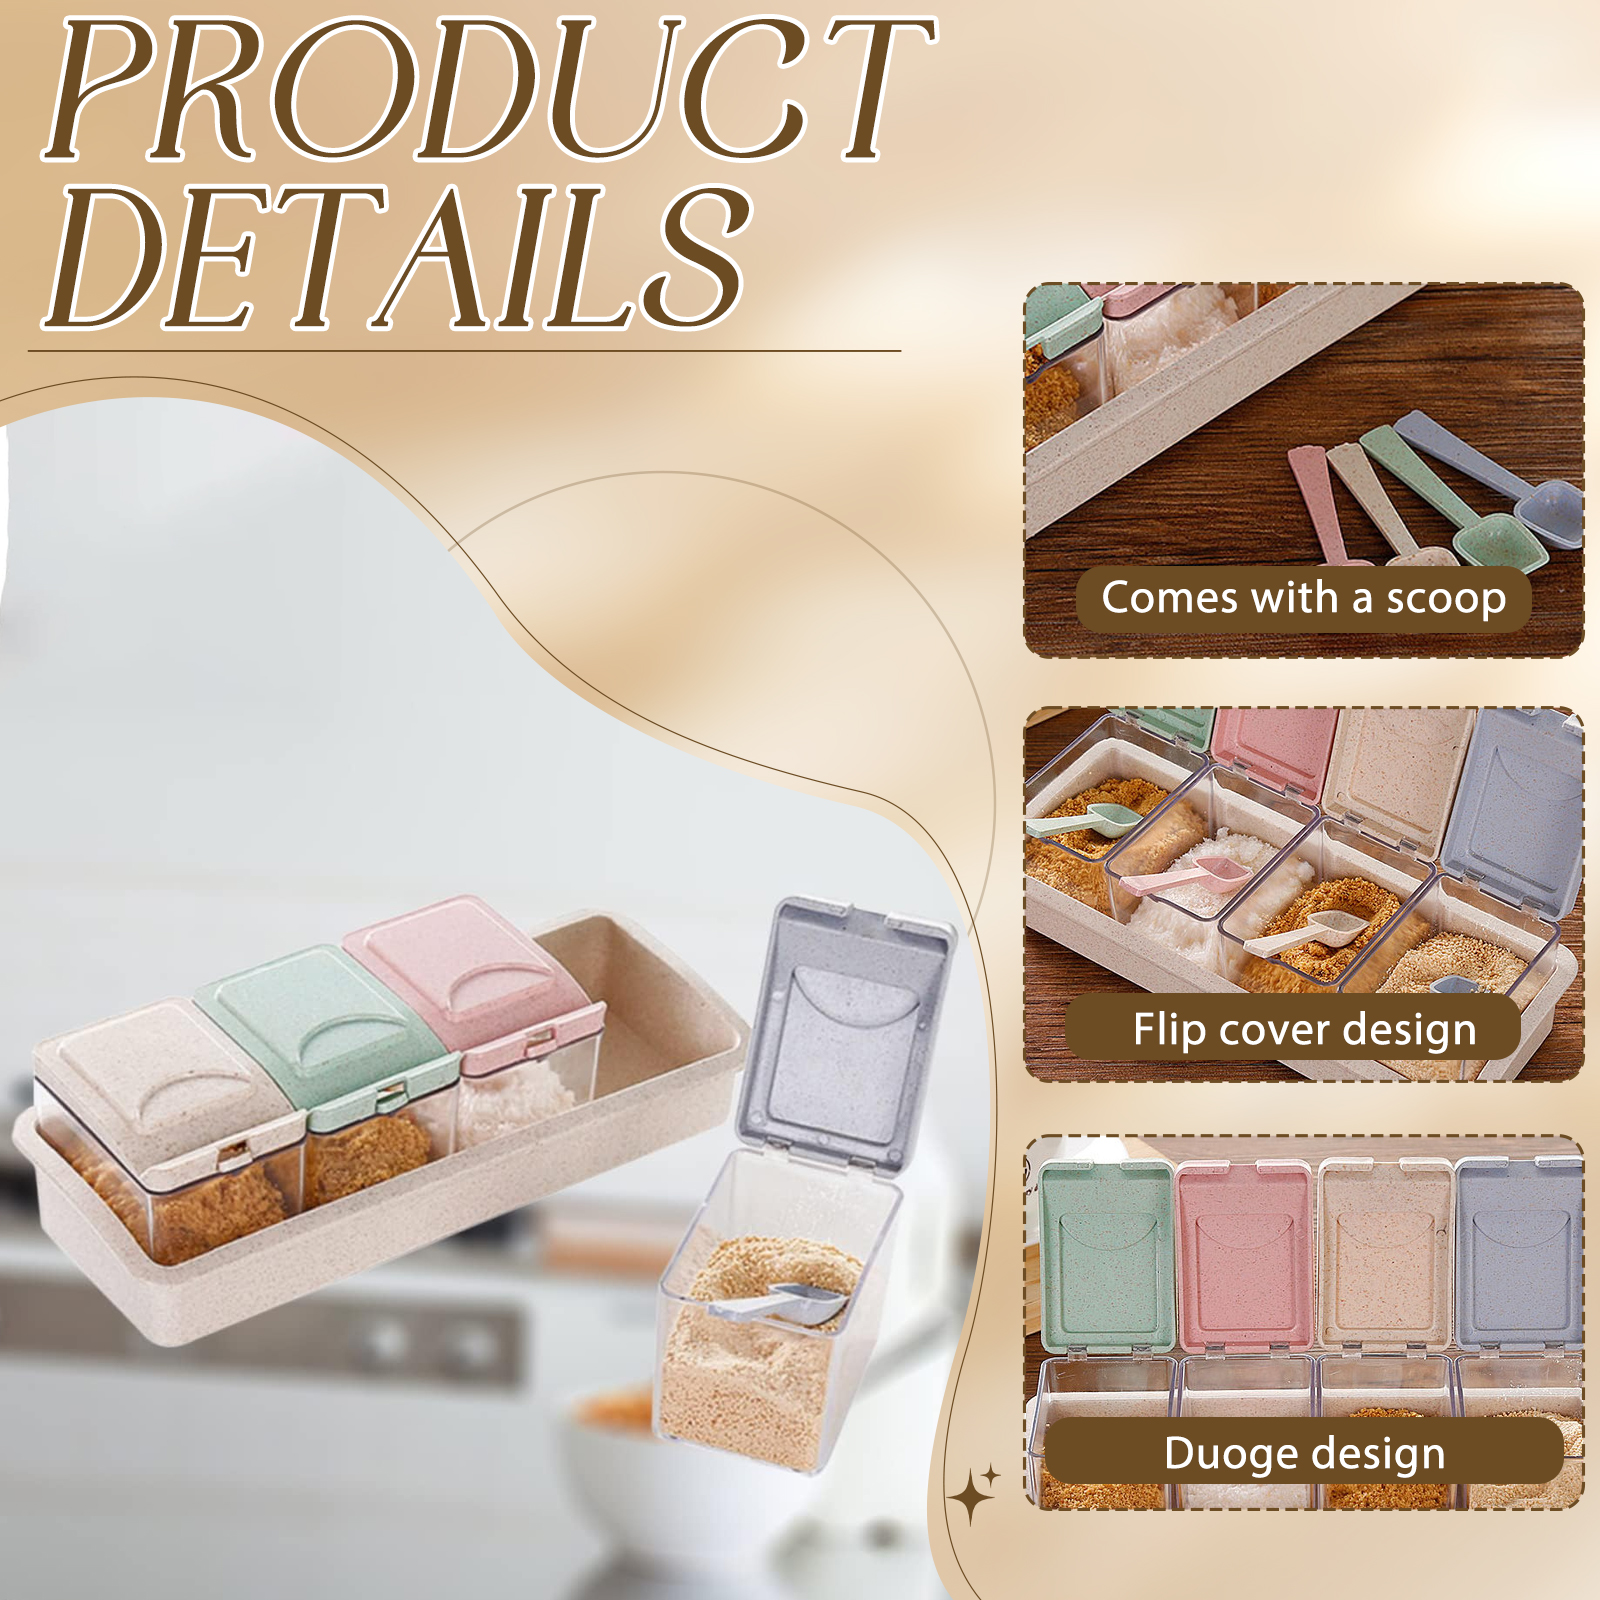 PRODUCT
DETAILS
Comes with a scoop
Flip cover design
Duoge design